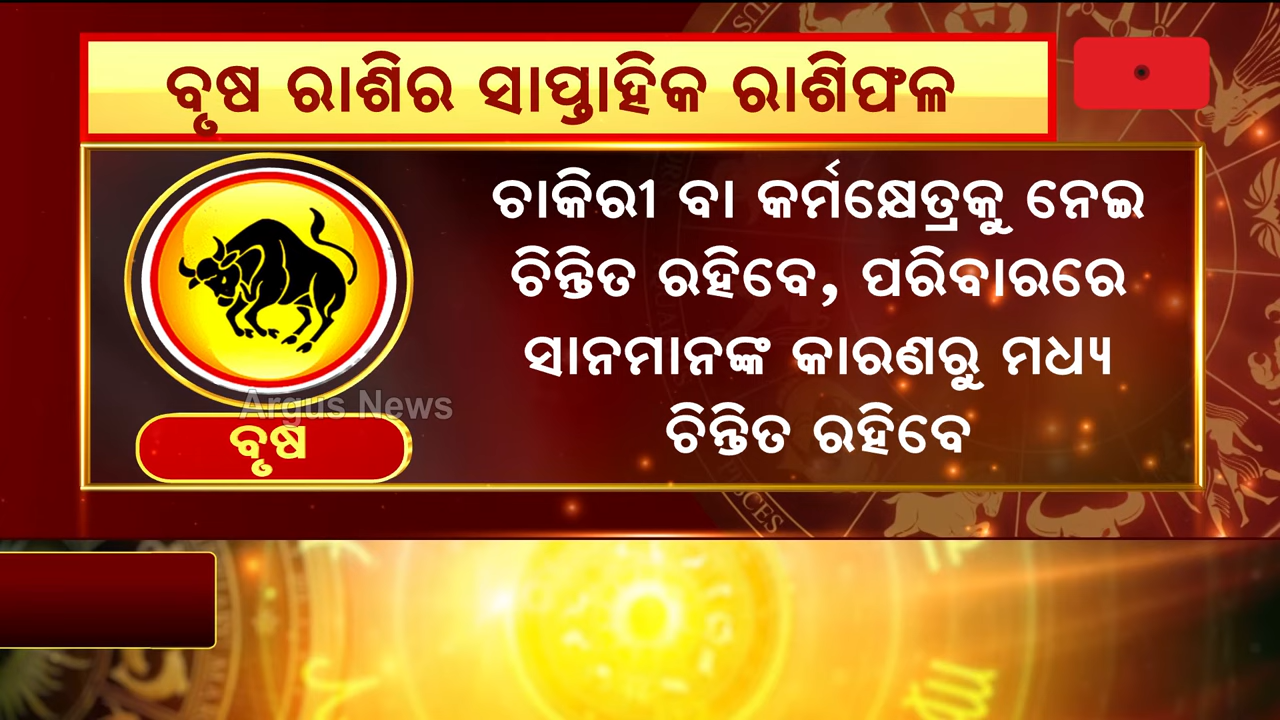 ବୃଷ ରାଶିର ସାପ୍ତାହିକ ରାଶିଫଳ
ଚାକିରୀ ବା କର୍ମକ୍ଷେତ୍ରକୁ ନେଇ
ଚିନ୍ତିତ ରହିବେ, ପରିବାରରେ
ସାନମାନଙ୍କ କାରଣରୁ ମଧ୍ୟ
ଚିନ୍ତିତ ରହିବେ
Argus News
ବୃଷ